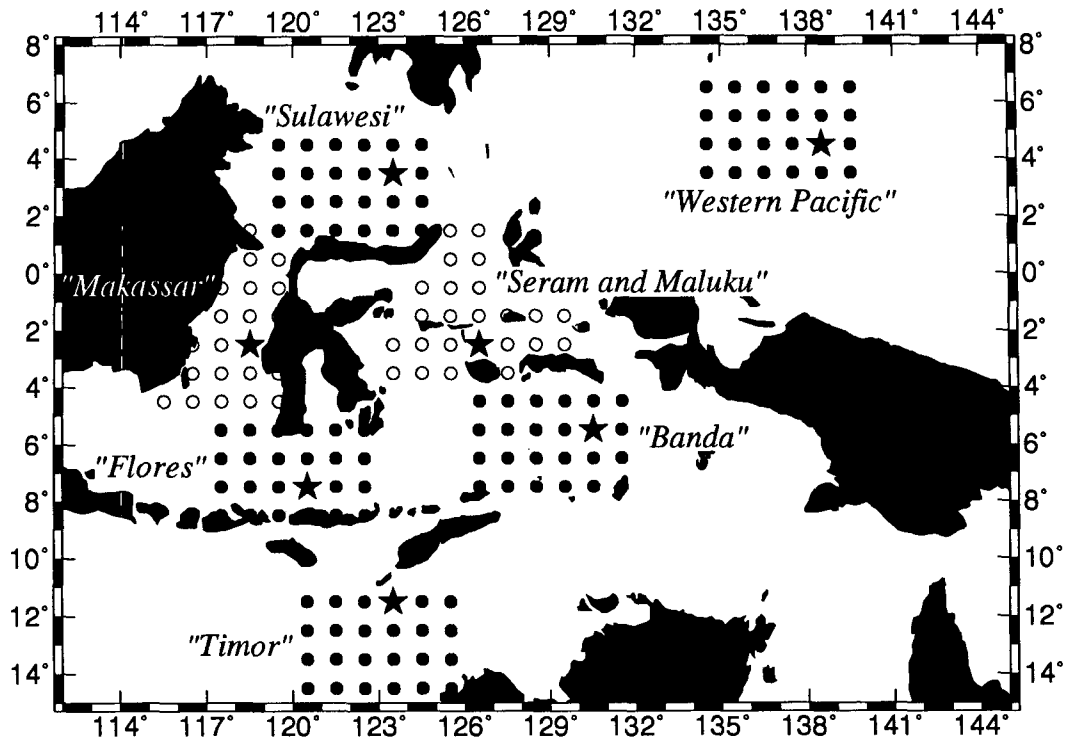 114° 117° 120° 123° 126° 129° 132° 135° 138° 141° 144°
8° 8°
"Sulawesi"
6° 6°
4° 4°
"Western Pacific"
2° 2°
0° 0°
"Makassar" "Seram and Maluku"
2° 2°
4° 4°
"Banda"
6° 6°
"Flores"
8° 8°
10° 10°
12° 12°
"Timor"
14° 14°
114° 117° 120° 123° 126° 129° 132° 135° 138° 141° 144°